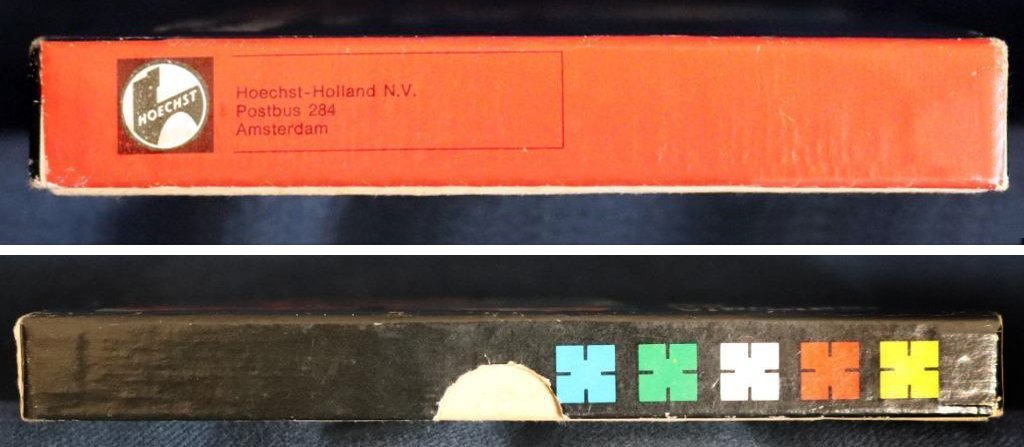 HOECHST
Hoechst-Holland N.V.
Postbus 284
Amsterdam